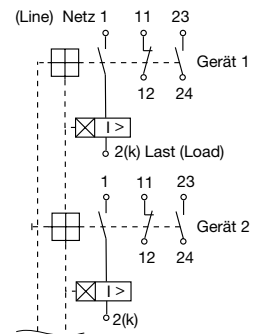 (Line) Netz 1 11 23
Gerät 1
12 24
I >
2(k) Last (Load)
1 11 23
Gerät 2
12 24
I >
2(k)